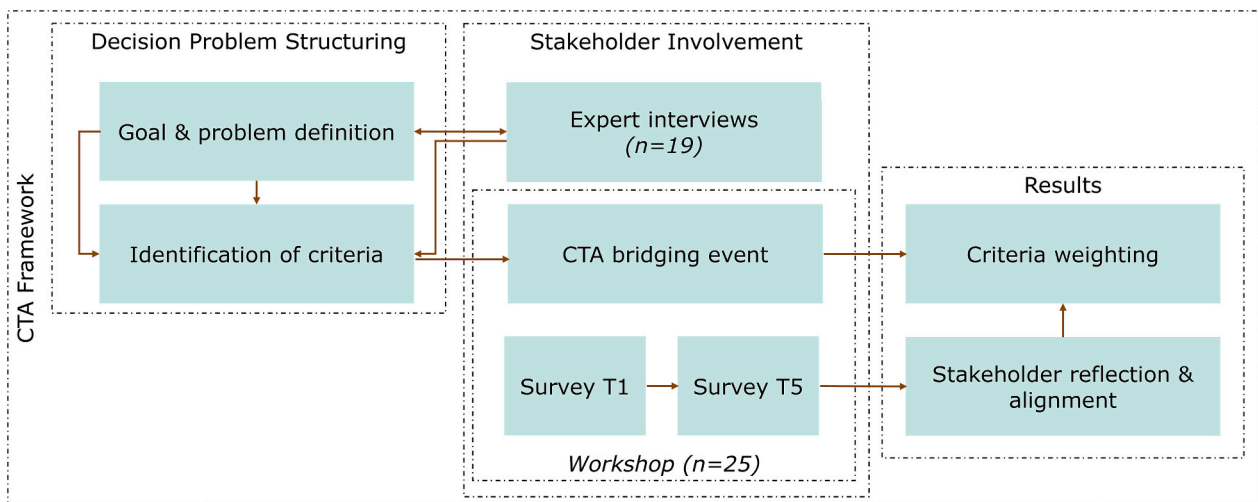 CTA Framework
Decision Problem Structuring
Goal & problem definition
Identification of criteria
Stakeholder Involvement
Expert interviews
(n=19)
CTA bridging event
Survey T1
Survey T5
Workshop (n=25)
Results
Criteria weighting
Stakeholder reflection &
alignment